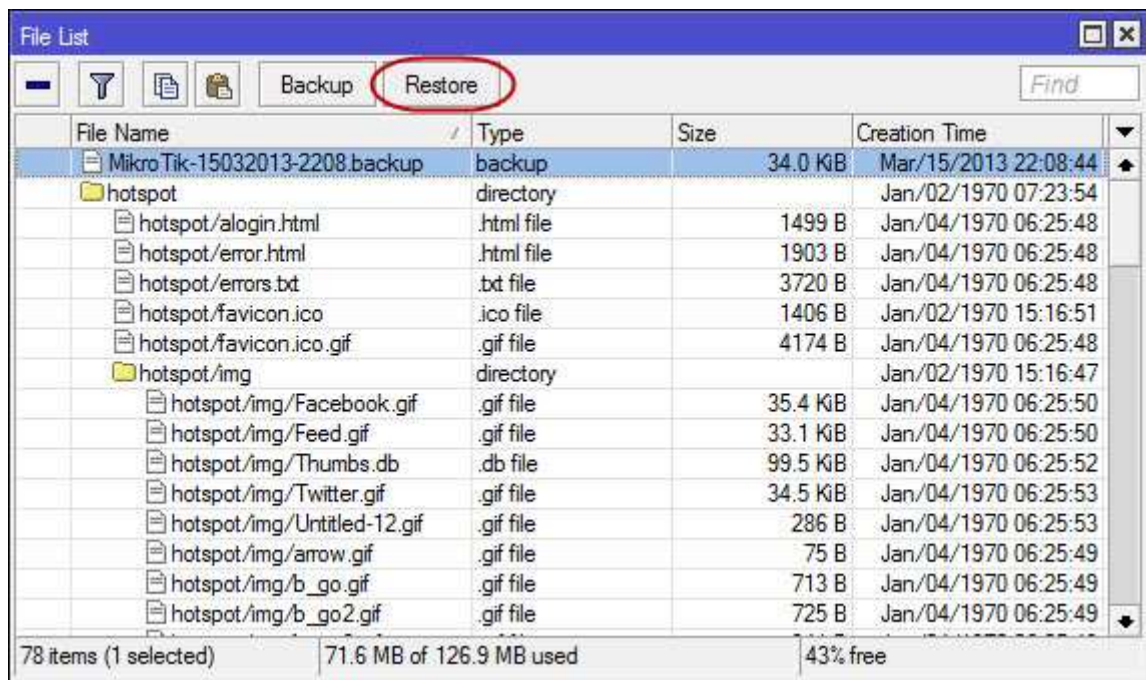 File List
Backup Restore Find
File Name Type Size Creation Time
MikroTik-15032013-2208.backup backup 34.0 KiB Mar/15/2013 22:08:44
hotspot directory Jan/02/1970 07:23:54
hotspot/alogin.html .html file 1499 B Jan/04/1970 06:25:48
hotspot/error.html .html file 1903 B Jan/04/1970 06:25:48
hotspot/errors.txt .txt file 3720 B Jan/04/1970 06:25:48
hotspot/favicon.ico .ico file 1406 B Jan/02/1970 15:16:51
hotspot/favicon.ico.gif .gif file 4174 B Jan/04/1970 06:25:48
hotspot/img directory Jan/02/1970 15:16:47
hotspot/img/Facebook.gif .gif file 35.4 KiB Jan/04/1970 06:25:50
hotspot/img/Feed.gif .gif file 33.1 KiB Jan/04/1970 06:25:50
hotspot/img/Thumbs.db .db file 99.5 KiB Jan/04/1970 06:25:52
hotspot/img/Twitter.gif .gif file 34.5 KiB Jan/04/1970 06:25:53
hotspot/img/Untitled-12.gif .gif file 286 B Jan/04/1970 06:25:53
hotspot/img/arrow.gif .gif file 75 B Jan/04/1970 06:25:49
hotspot/img/b_go.gif .gif file 713 B Jan/04/1970 06:25:49
hotspot/img/b_go2.gif .gif file 725 B Jan/04/1970 06:25:49
78 items (1 selected) 71.6 MB of 126.9 MB used 43% free